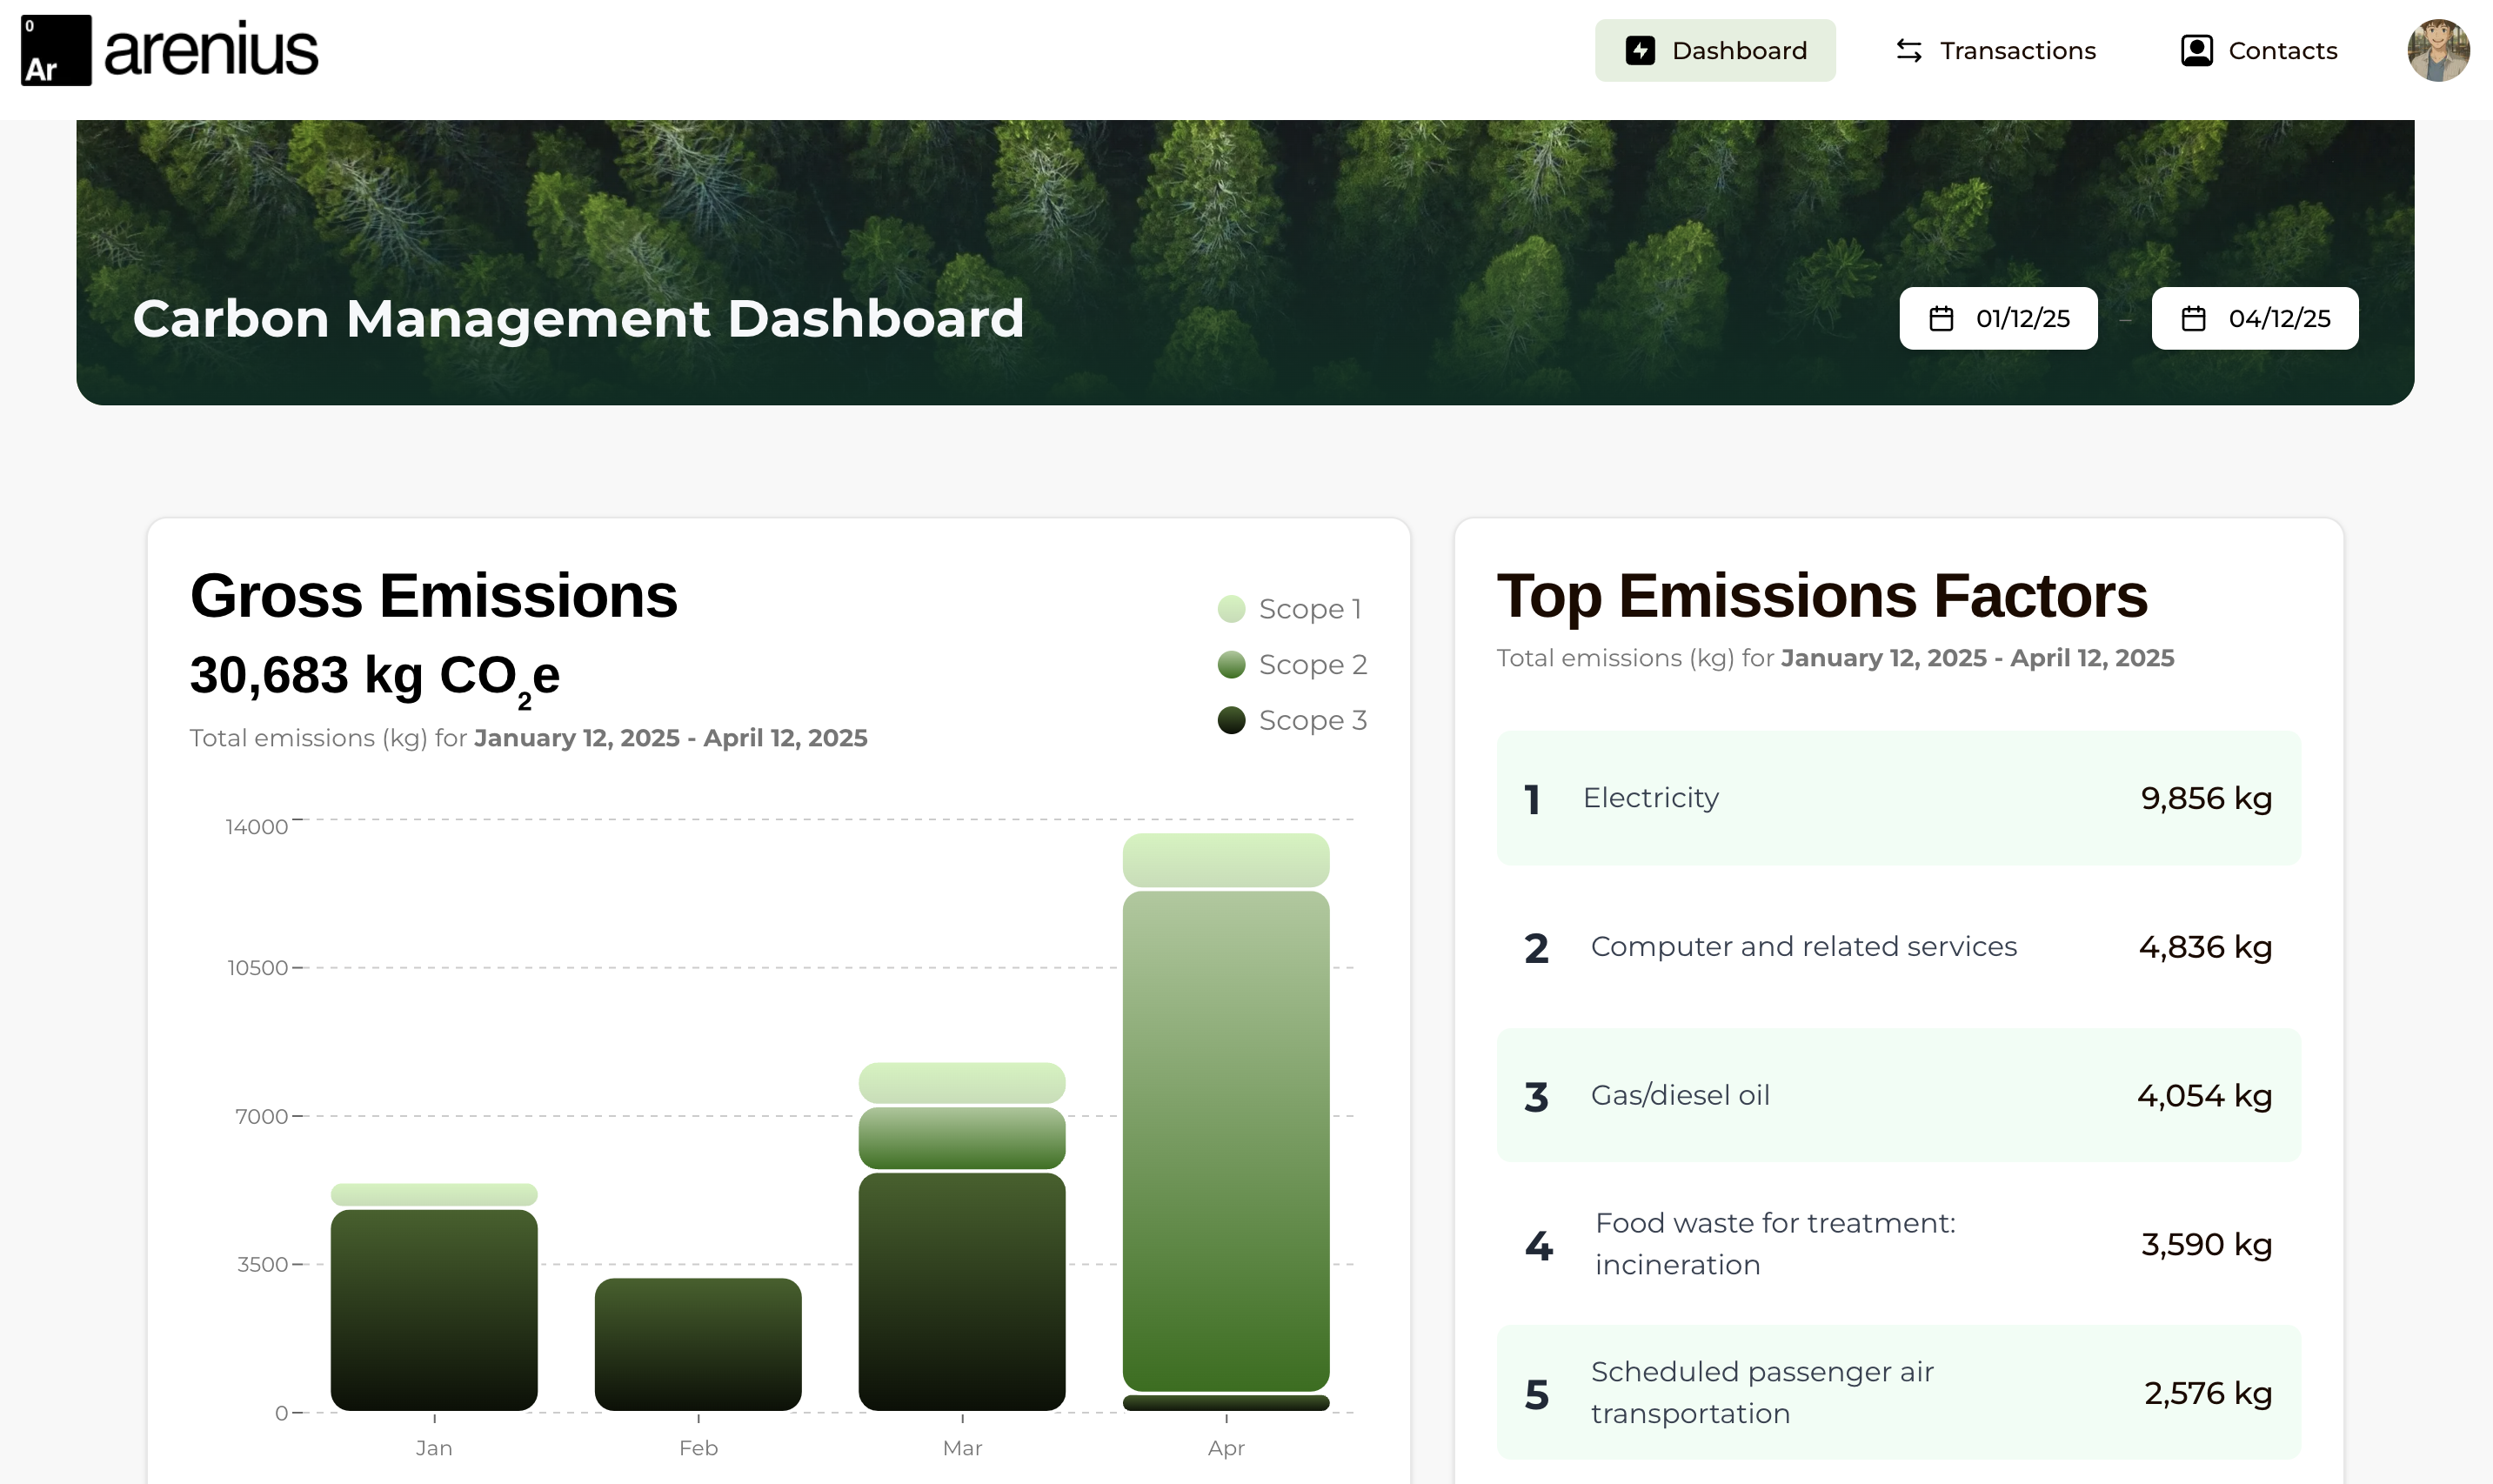 0
Ar
arenius
Dashboard
Transactions
Contacts
Carbon Management Dashboard
01/12/25 – 04/12/25
Gross Emissions
30,683 kg CO₂e
Total emissions (kg) for January 12, 2025 - April 12, 2025
Scope 1
Scope 2
Scope 3
14000
10500
7000
3500
0
Jan Feb Mar Apr
Top Emissions Factors
Total emissions (kg) for January 12, 2025 - April 12, 2025
1 Electricity 9,856 kg
2 Computer and related services 4,836 kg
3 Gas/diesel oil 4,054 kg
4 Food waste for treatment:
incineration 3,590 kg
5 Scheduled passenger air
transportation 2,576 kg